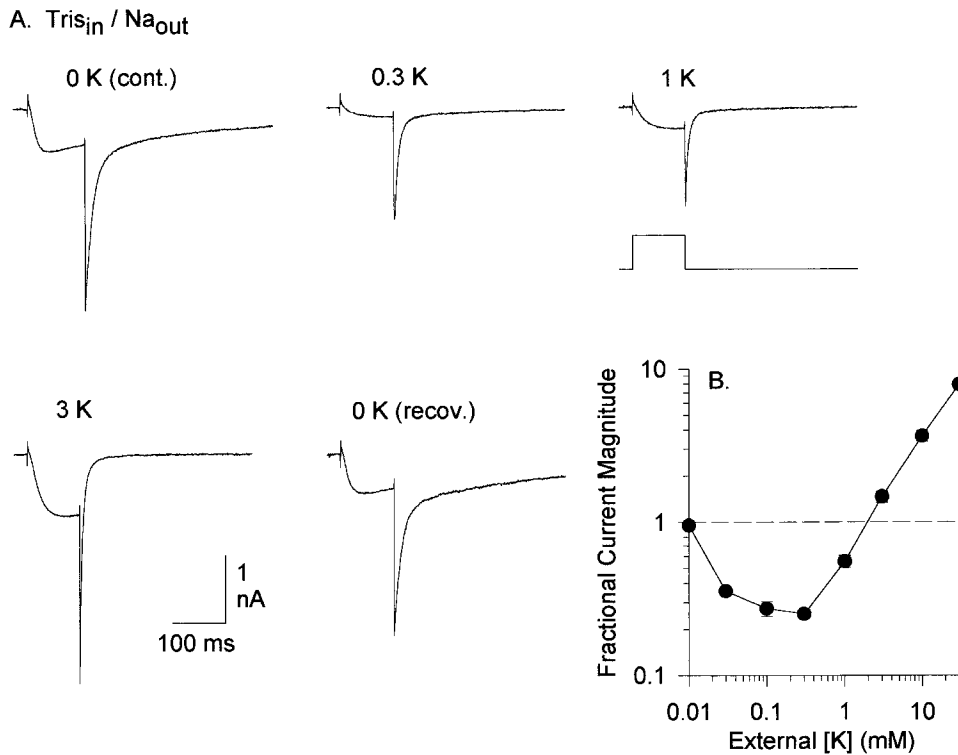 A. Tris_in / Na_out
0 K (cont.)
0.3 K
1 K
3 K
0 K (recov.)
1
nA
100 ms
B.
Fractional Current Magnitude
10
1
0.1
0.01
0.1
1
10
External [K] (mM)